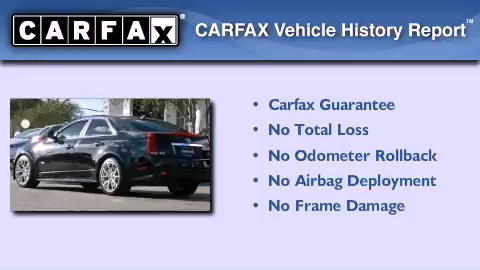 CARFAX® CARFAX Vehicle History Report™
• Carfax Guarantee
• No Total Loss
• No Odometer Rollback
• No Airbag Deployment
• No Frame Damage